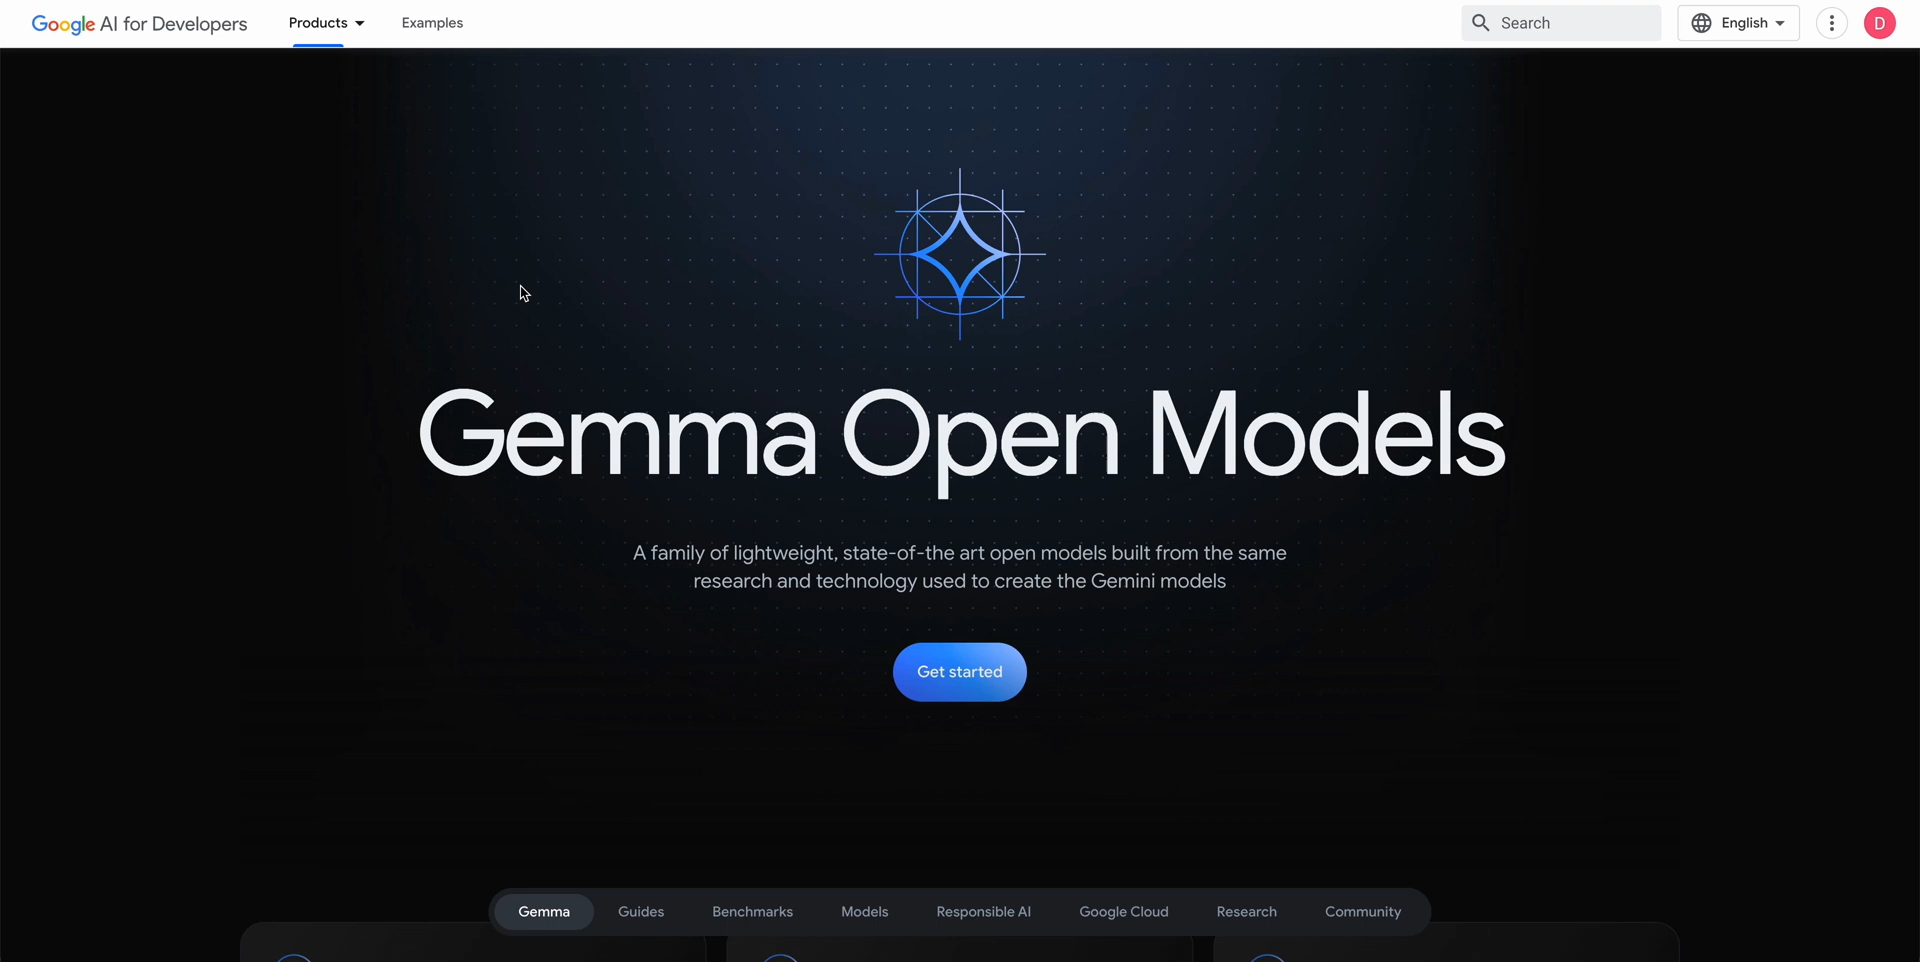 Google AI for Developers
Products
Examples
Search
English
D
Gemma Open Models
A family of lightweight, state-of-the art open models built from the same
research and technology used to create the Gemini models
Get started
Gemma
Guides
Benchmarks
Models
Responsible AI
Google Cloud
Research
Community